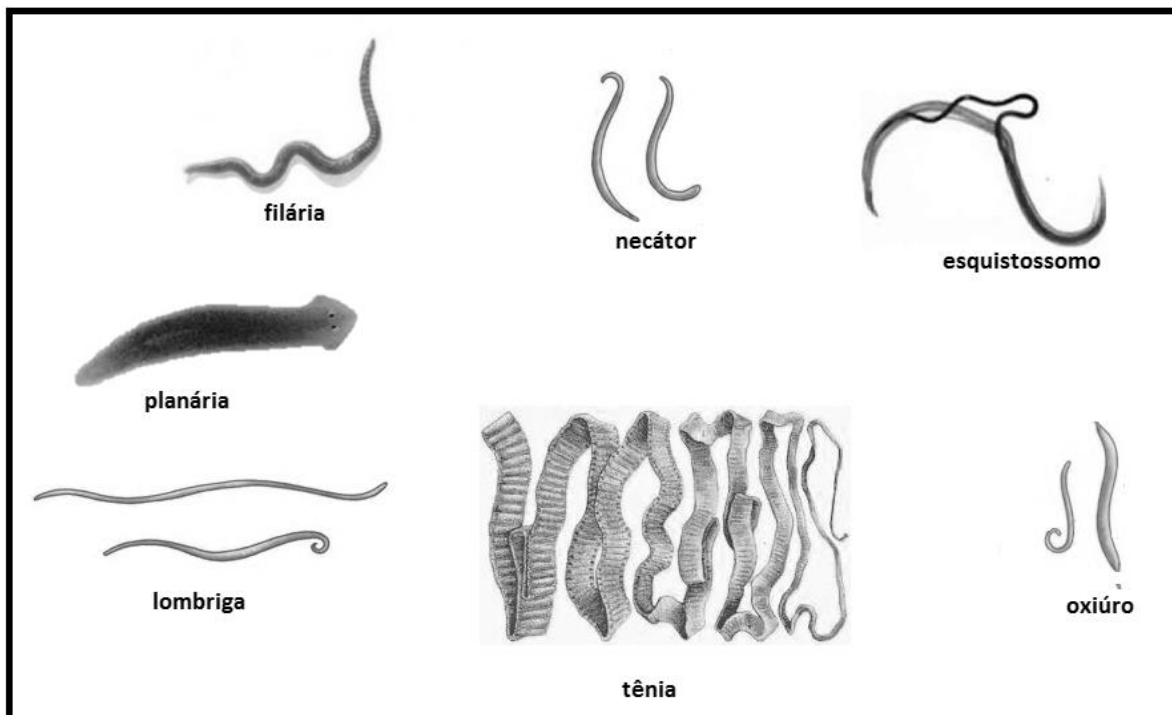 filária
necátor
esquistossomo
planária
lombriga
oxiúro
tênia